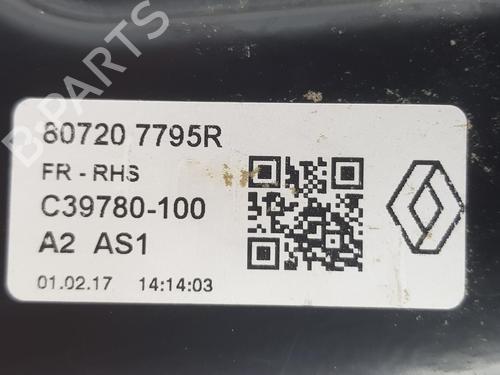 80720 7795R
FR - RHS
C39780-100
A2 AS1
01.02.17 14:14:03
B-PARTS